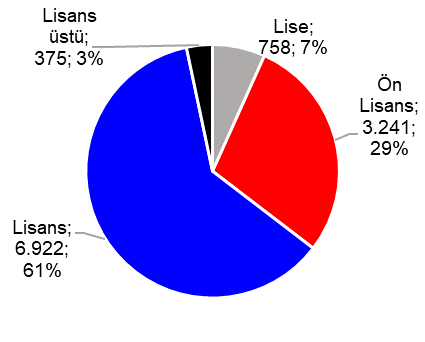 Lisans
üstü;
375; 3%
Lise;
758; 7%
Ön
Lisans;
3.241;
29%
Lisans;
6.922;
61%